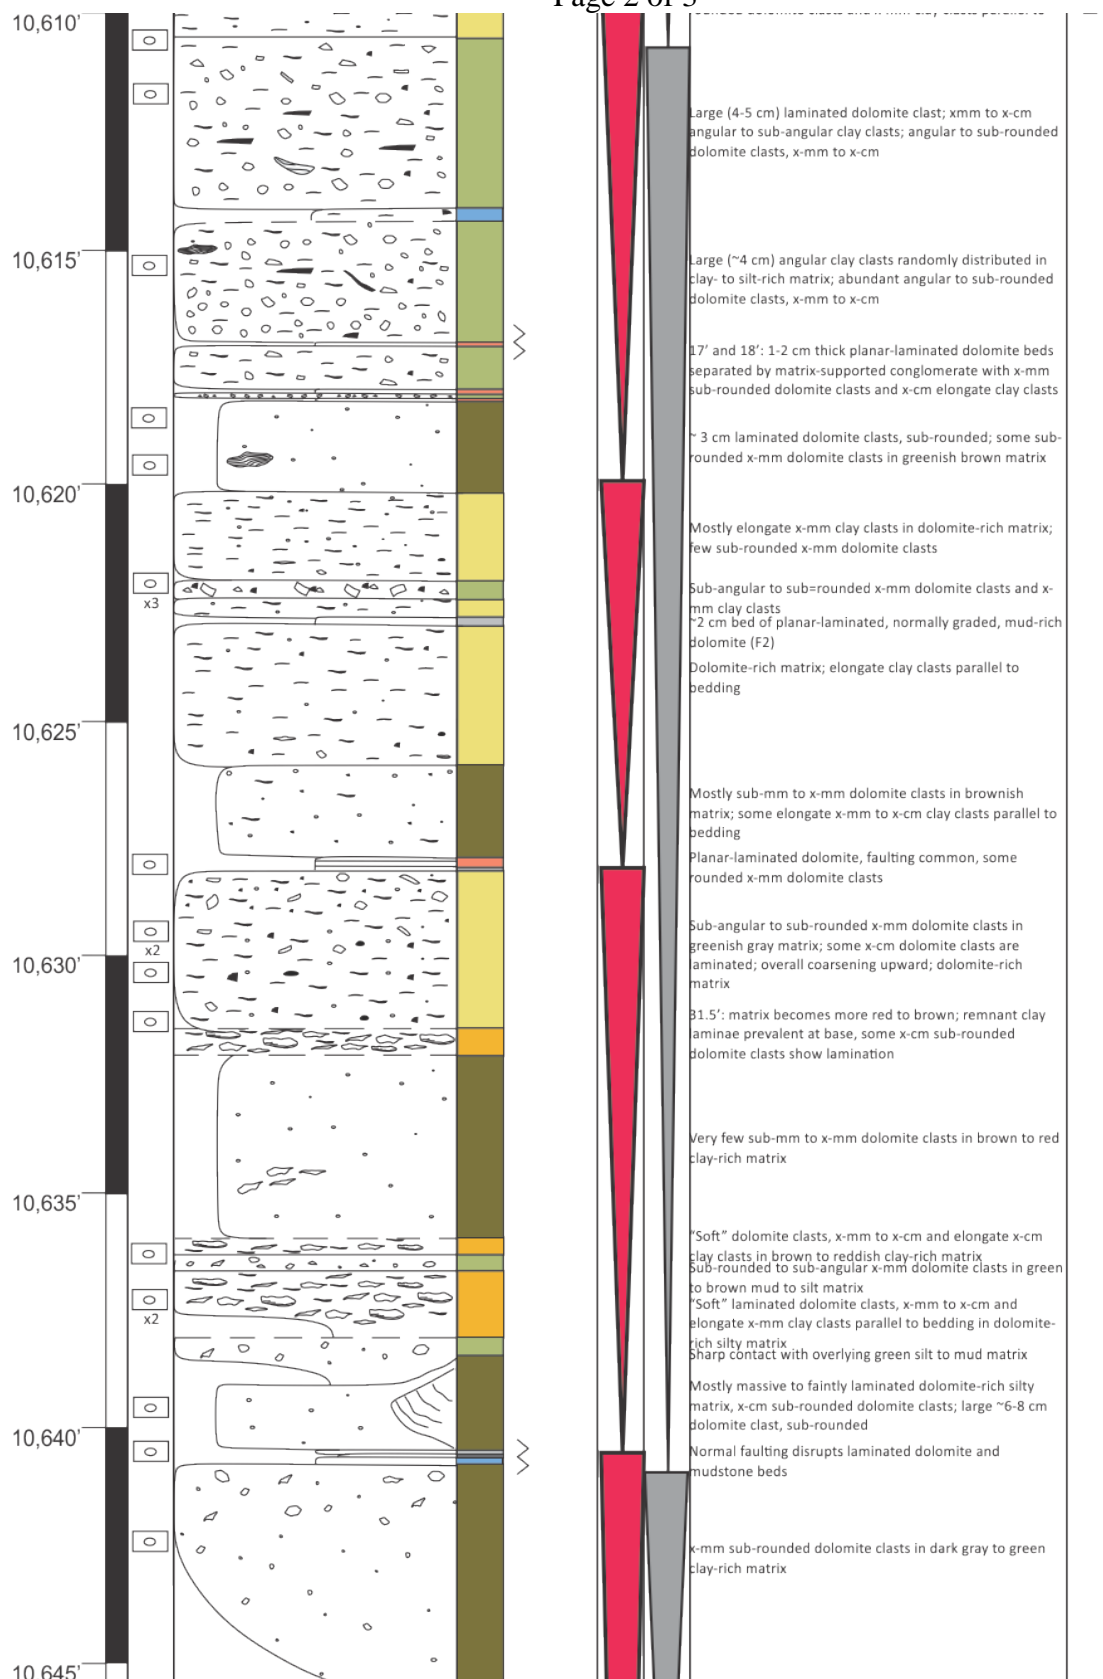 Page 2 of 3
10,610'
Large (4-5 cm) laminated dolomite clast; xmm to x-cm
angular to sub-angular clay clasts; angular to sub-rounded
dolomite clasts, x-mm to x-cm
10,615'
Large (~4 cm) angular clay clasts randomly distributed in
clay- to silt-rich matrix; abundant angular to sub-rounded
dolomite clasts, x-mm to x-cm
17' and 18': 1-2 cm thick planar-laminated dolomite beds
separated by matrix-supported conglomerate with x-mm
sub-rounded dolomite clasts and x-cm elongate clay clasts
~ 3 cm laminated dolomite clasts, sub-rounded; some sub-
rounded x-mm dolomite clasts in greenish brown matrix
10,620'
Mostly elongate x-mm clay clasts in dolomite-rich matrix;
few sub-rounded x-mm dolomite clasts
x3
Sub-angular to sub=rounded x-mm dolomite clasts and x-
mm clay clasts
~2 cm bed of planar-laminated, normally graded, mud-rich
dolomite (F2)
Dolomite-rich matrix; elongate clay clasts parallel to
bedding
10,625'
Mostly sub-mm to x-mm dolomite clasts in brownish
matrix; some elongate x-mm to x-cm clay clasts parallel to
bedding
Planar-laminated dolomite, faulting common, some
rounded x-mm dolomite clasts
x2
Sub-angular to sub-rounded x-mm dolomite clasts in
greenish gray matrix; some x-cm dolomite clasts are
laminated; overall coarsening upward; dolomite-rich
matrix
10,630'
31.5': matrix becomes more red to brown; remnant clay
laminae prevalent at base, some x-cm sub-rounded
dolomite clasts show lamination
Very few sub-mm to x-mm dolomite clasts in brown to red
clay-rich matrix
10,635'
"Soft" dolomite clasts, x-mm to x-cm and elongate x-cm
clay clasts in brown to reddish clay-rich matrix
Sub-rounded to sub-angular x-mm dolomite clasts in green
to brown mud to silt matrix
x2
"Soft" laminated dolomite clasts, x-mm to x-cm and
elongate x-mm clay clasts parallel to bedding in dolomite-
rich silty matrix
Sharp contact with overlying green silt to mud matrix
Mostly massive to faintly laminated dolomite-rich silty
matrix, x-cm sub-rounded dolomite clasts; large ~6-8 cm
dolomite clast, sub-rounded
10,640'
Normal faulting disrupts laminated dolomite and
mudstone beds
x-mm sub-rounded dolomite clasts in dark gray to green
clay-rich matrix
10,645'